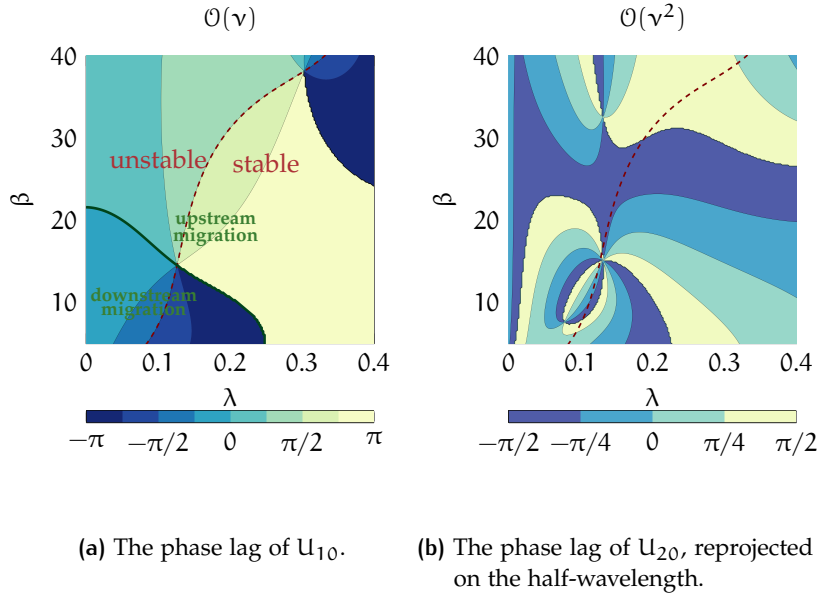 O(ν)
O(ν²)
40
30
20
10
β
unstable
stable
upstream
migration
downstream
migration
0
0.1
0.2
0.3
0.4
λ
−π
−π/2
0
π/2
π
40
30
20
10
β
0
0.1
0.2
0.3
0.4
λ
−π/2
−π/4
0
π/4
π/2
(a) The phase lag of U₁₀.
(b) The phase lag of U₂₀, reprojected
on the half-wavelength.